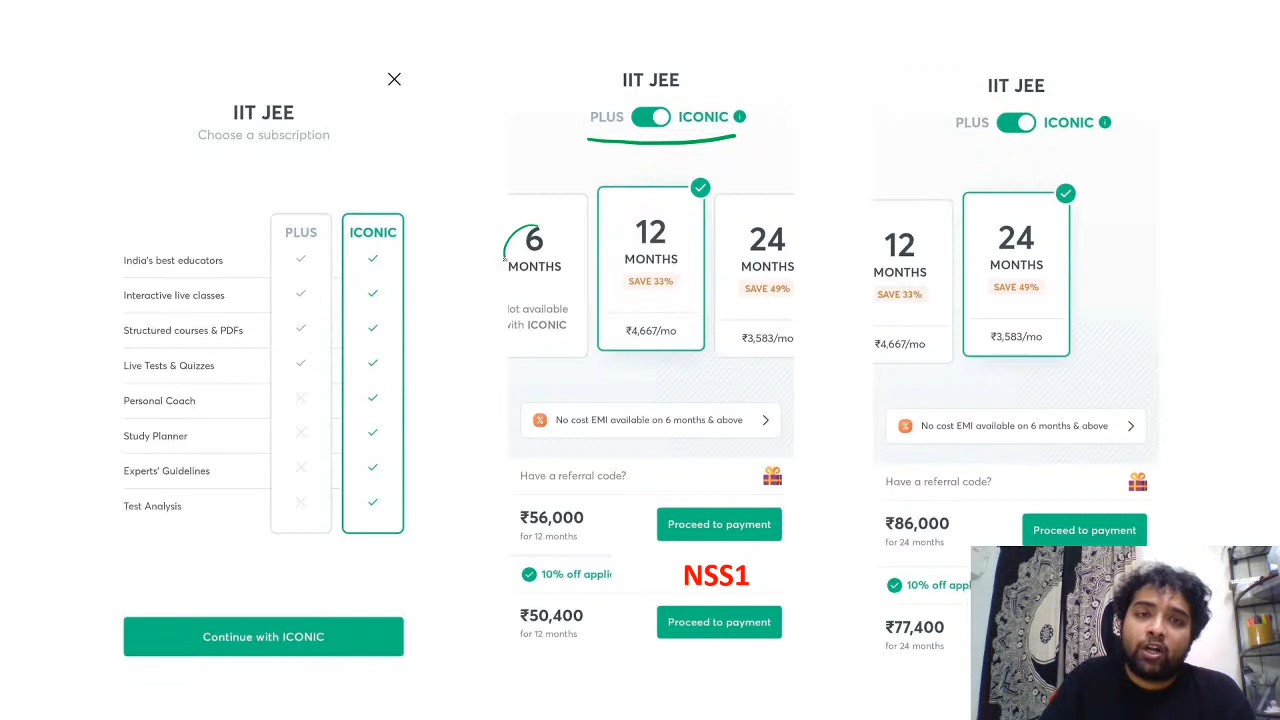 IIT JEE
Choose a subscription
PLUS ICONIC
India's best educators
Interactive live classes
Structured courses & PDFs
Live Tests & Quizzes
Personal Coach
Study Planner
Experts' Guidelines
Test Analysis
Continue with ICONIC
IIT JEE
PLUS ICONIC
6
MONTHS
lot available
vith ICONIC
12
MONTHS
SAVE 33%
₹4,667/mo
24
MONTHS
SAVE 49%
₹3,583/mo
No cost EMI available on 6 months & above
Have a referral code?
₹56,000
for 12 months
Proceed to payment
10% off appli
NSS1
₹50,400
for 12 months
Proceed to payment
IIT JEE
PLUS ICONIC
12
MONTHS
SAVE 33%
₹4,667/mo
24
MONTHS
SAVE 49%
₹3,583/mo
No cost EMI available on 6 months & above
Have a referral code?
₹86,000
for 24 months
Proceed to payment
10% off appl
₹77,400
for 24 months